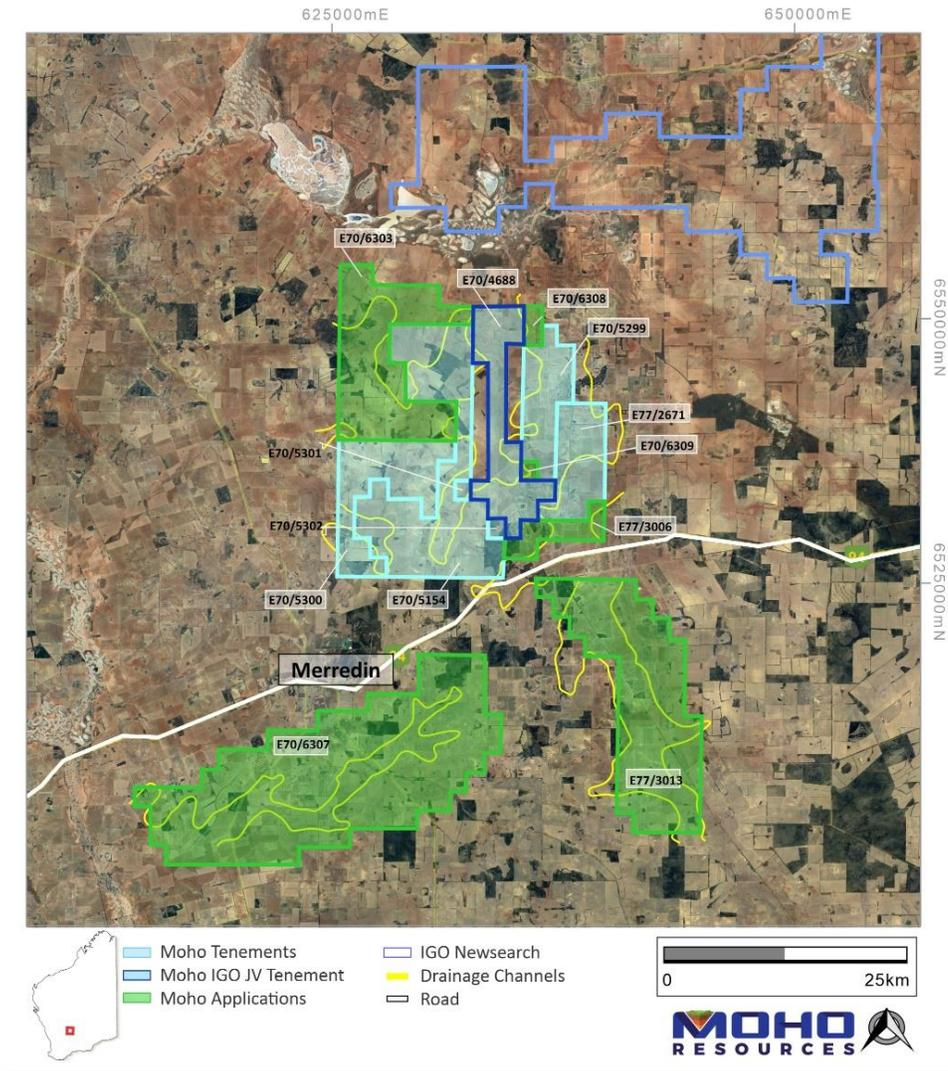 625000mE
650000mE
E70/6303
E70/4688
E70/6308
6550000mN
E70/5299
E77/2671
E70/6309
E70/5301
E70/5302
E77/3006
94
6525000mN
E70/5300
E70/5154
Merredin
E70/6307
E77/3013
Moho Tenements
Moho IGO JV Tenement
Moho Applications
IGO Newsearch
Drainage Channels
Road
0
25km
MOHO
RESOURCES